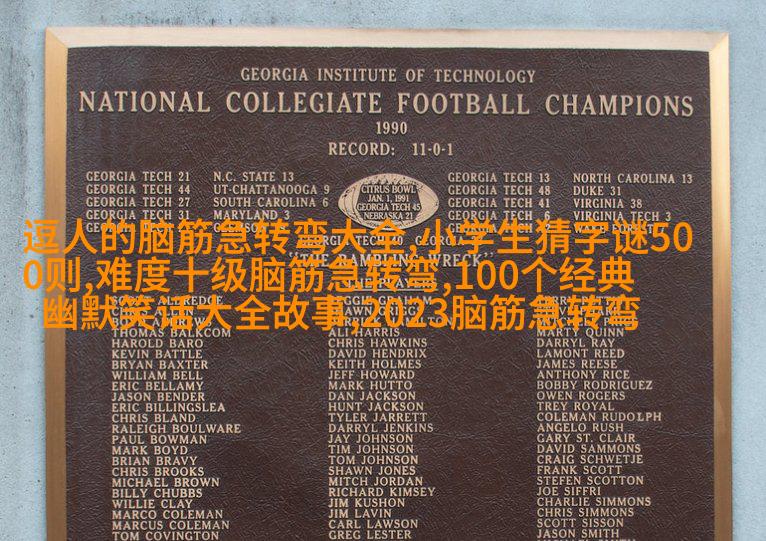 GEORGIA INSTITUTE OF TECHNOLOGY
NATIONAL COLLEGIATE FOOTBALL CHAMPIONS
1990
RECORD: 11-0-1
GEORGIA TECH 21 N.C. STATE 13
GEORGIA TECH 44 UT-CHATTANOOGA 9
GEORGIA TECH 27 SOUTH CAROLINA 6
GEORGIA TECH 31 MARYLAND 3
CITRUS BOWL
JAN. 1, 1991
GEORGIA TECH 45
NEBRASKA 21
GEORGIA TECH 13 NORTH CAROLINA 13
GEORGIA TECH 48 DUKE 31
GEORGIA TECH 41 VIRGINIA 38
GEORGIA TECH 6 VIRGINIA TECH 3
逗人的脑筋急转弯大全,小学生猜字谜50
0则,难度十级脑筋急转弯,100个经典
幽默笑话大全故事,2023脑筋急转弯
"THE RAMBLING WRECK"
THOMAS BALKCOM
HAROLD BARO
KEVIN BATTLE
BRYAN BAXTER
WILLIAM BELL
ERIC BELLAMY
JASON BENDER
ERIC BILLINGSLEA
CHRIS BLAND
RALEIGH BOULWARE
PAUL BOWMAN
MARK BOYD
BRIAN BRAVY
CHRIS BROOKS
MICHAEL BROWN
BILLY CHUBBS
WILLIE CLAY
MARCO COLEMAN
MARCUS COLEMAN
TOM COVINGTON
ALI HARRIS
CHRIS HAWKINS
DAVID HENDRIX
KEITH HOLMES
JEFF HOWARD
MARK HUTTO
DAN JACKSON
HUNT JACKSON
TYLER JARRETT
DARRYL JENKINS
JAY JOHNSON
TIM JOHNSON
TOM JOHNSON
SHAWN JONES
MITCH JORDAN
RICHARD KIMSEY
JIM KUSHON
JIM LAVIN
CARL LAWSON
GREG LESTER
MARTY QUINN
DARRYL RAY
LAMONT REED
JAMES REESE
ANTHONY RICE
BOBBY RODRIGUEZ
OWEN ROGERS
TREY ROYAL
COLEMAN RUDOLPH
ANGELO RUSH
GARY ST. CLAIR
DAVID SAMMONS
CRAIG SCHWETJE
FRANK SCOTT
STEFEN SCOTTON
JOE SIFFRI
CHARLIE SIMMONS
CHRIS SIMMONS
SCOTT SISSON
JASON SMITH